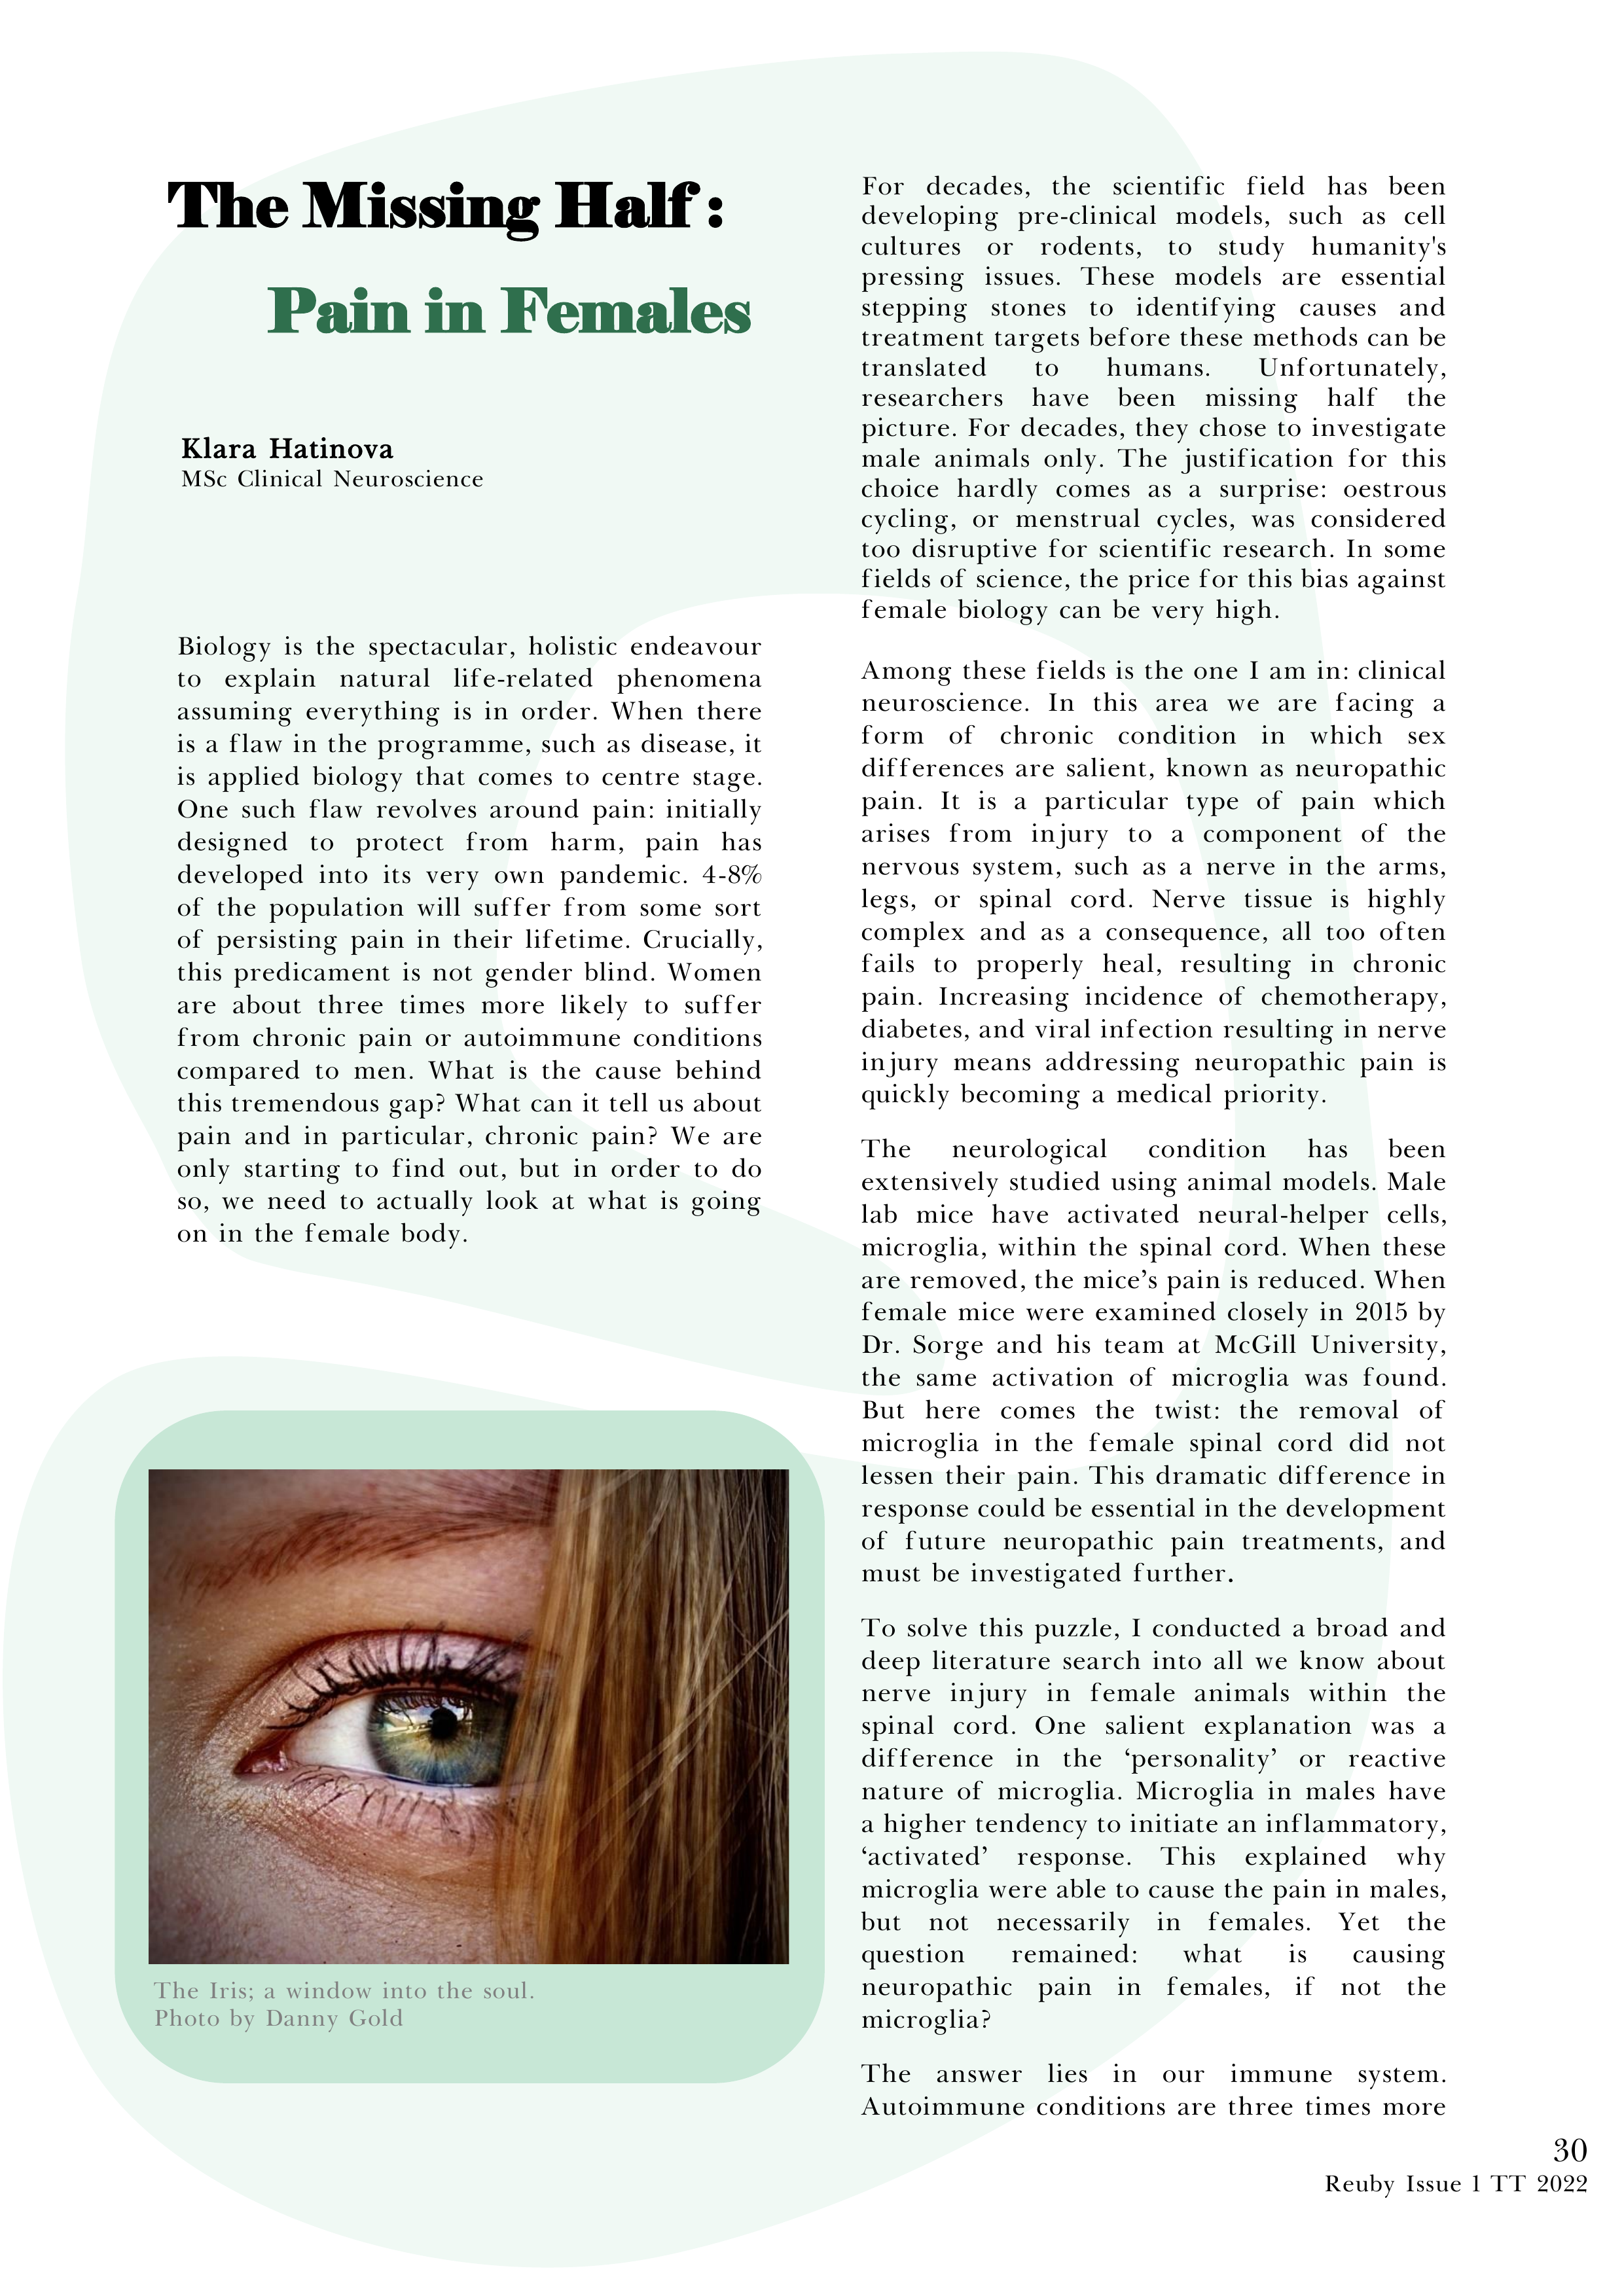 The Missing Half:
Pain in Females
Klara Hatinova
MSc Clinical Neuroscience
Biology is the spectacular, holistic endeavour
to explain natural life-related phenomena
assuming everything is in order. When there
is a flaw in the programme, such as disease, it
is applied biology that comes to centre stage.
One such flaw revolves around pain: initially
designed to protect from harm, pain has
developed into its very own pandemic. 4-8%
of the population will suffer from some sort
of persisting pain in their lifetime. Crucially,
this predicament is not gender blind. Women
are about three times more likely to suffer
from chronic pain or autoimmune conditions
compared to men. What is the cause behind
this tremendous gap? What can it tell us about
pain and in particular, chronic pain? We are
only starting to find out, but in order to do
so, we need to actually look at what is going
on in the female body.
The Iris; a window into the soul.
Photo by Danny Gold
For decades, the scientific field has been
developing pre-clinical models, such as cell
cultures or rodents, to study humanity's
pressing issues. These models are essential
stepping stones to identifying causes and
treatment targets before these methods can be
translated to humans. Unfortunately,
researchers have been missing half the
picture. For decades, they chose to investigate
male animals only. The justification for this
choice hardly comes as a surprise: oestrous
cycling, or menstrual cycles, was considered
too disruptive for scientific research. In some
fields of science, the price for this bias against
female biology can be very high.
Among these fields is the one I am in: clinical
neuroscience. In this area we are facing a
form of chronic condition in which sex
differences are salient, known as neuropathic
pain. It is a particular type of pain which
arises from injury to a component of the
nervous system, such as a nerve in the arms,
legs, or spinal cord. Nerve tissue is highly
complex and as a consequence, all too often
fails to properly heal, resulting in chronic
pain. Increasing incidence of chemotherapy,
diabetes, and viral infection resulting in nerve
injury means addressing neuropathic pain is
quickly becoming a medical priority.
The neurological condition has been
extensively studied using animal models. Male
lab mice have activated neural-helper cells,
microglia, within the spinal cord. When these
are removed, the mice’s pain is reduced. When
female mice were examined closely in 2015 by
Dr. Sorge and his team at McGill University,
the same activation of microglia was found.
But here comes the twist: the removal of
microglia in the female spinal cord did not
lessen their pain. This dramatic difference in
response could be essential in the development
of future neuropathic pain treatments, and
must be investigated further.
To solve this puzzle, I conducted a broad and
deep literature search into all we know about
nerve injury in female animals within the
spinal cord. One salient explanation was a
difference in the ‘personality’ or reactive
nature of microglia. Microglia in males have
a higher tendency to initiate an inflammatory,
‘activated’ response. This explained why
microglia were able to cause the pain in males,
but not necessarily in females. Yet the
question remained: what is causing
neuropathic pain in females, if not the
microglia?
The answer lies in our immune system.
Autoimmune conditions are three times more
30
Reuby Issue 1 TT 2022